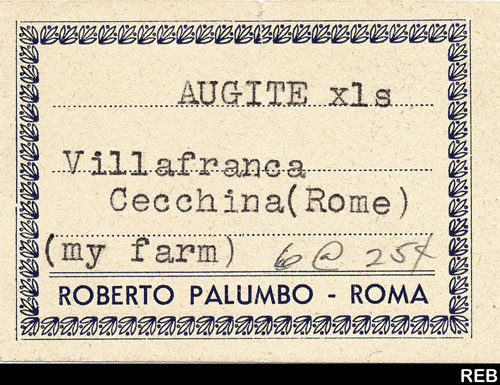 AUGITE xls
Villafranca
Cecchina(Rome)
(my farm) 6 @ 25¢
ROBERTO PALUMBO - ROMA
REB